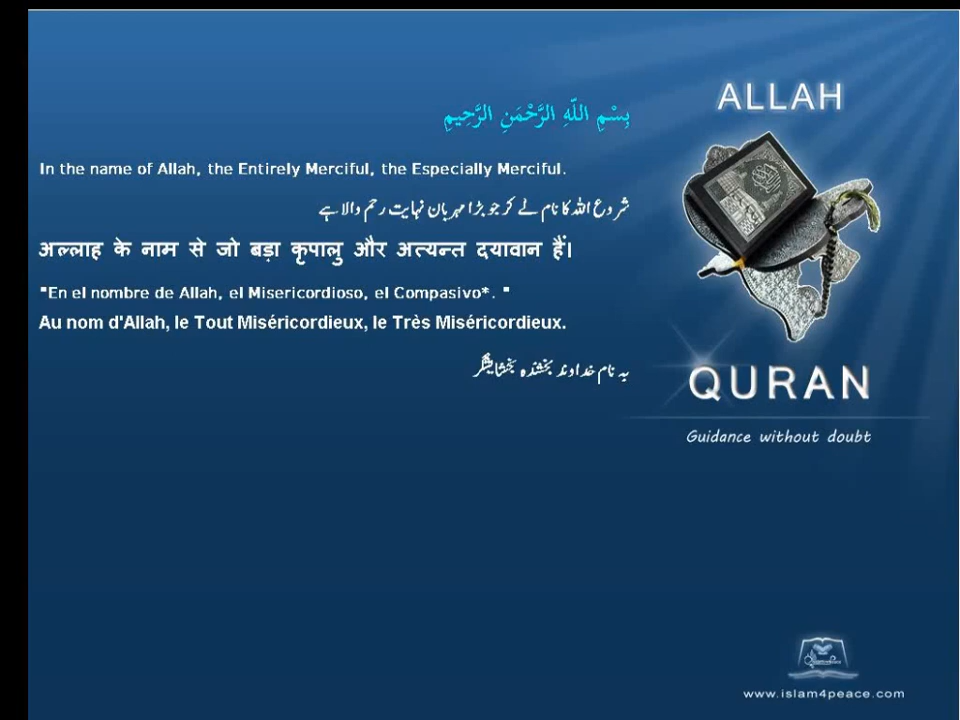 بِسْمِ اللَّهِ الرَّحْمَنِ الرَّحِيمِ
In the name of Allah, the Entirely Merciful, the Especially Merciful.
شروع الله کا نام لے کر جو بڑا مہربان نہایت رحم والا ہے
अल्लाह के नाम से जो बड़ा कृपालु और अत्यन्त दयावान हैं।
"En el nombre de Allah, el Misericordioso, el Compasivo*. "
Au nom d'Allah, le Tout Miséricordieux, le Très Miséricordieux.
به نام خداوند بخشنده بخشایشگر
ALLAH
QURAN
Guidance without doubt
www.islam4peace.com